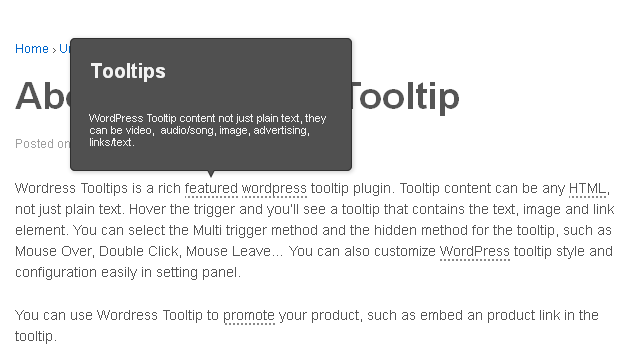 Home ›
Tooltips
Tooltip
WordPress Tooltip content not just plain text, they
can be video, audio/song, image, advertising,
links/text.
Posted on
Wordress Tooltips is a rich featured wordpress tooltip plugin. Tooltip content can be any HTML,
not just plain text. Hover the trigger and you'll see a tooltip that contains the text, image and link
element. You can select the Multi trigger method and the hidden method for the tooltip, such as
Mouse Over, Double Click, Mouse Leave... You can also customize WordPress tooltip style and
configuration easily in setting panel.
You can use Wordress Tooltip to promote your product, such as embed an product link in the
tooltip.